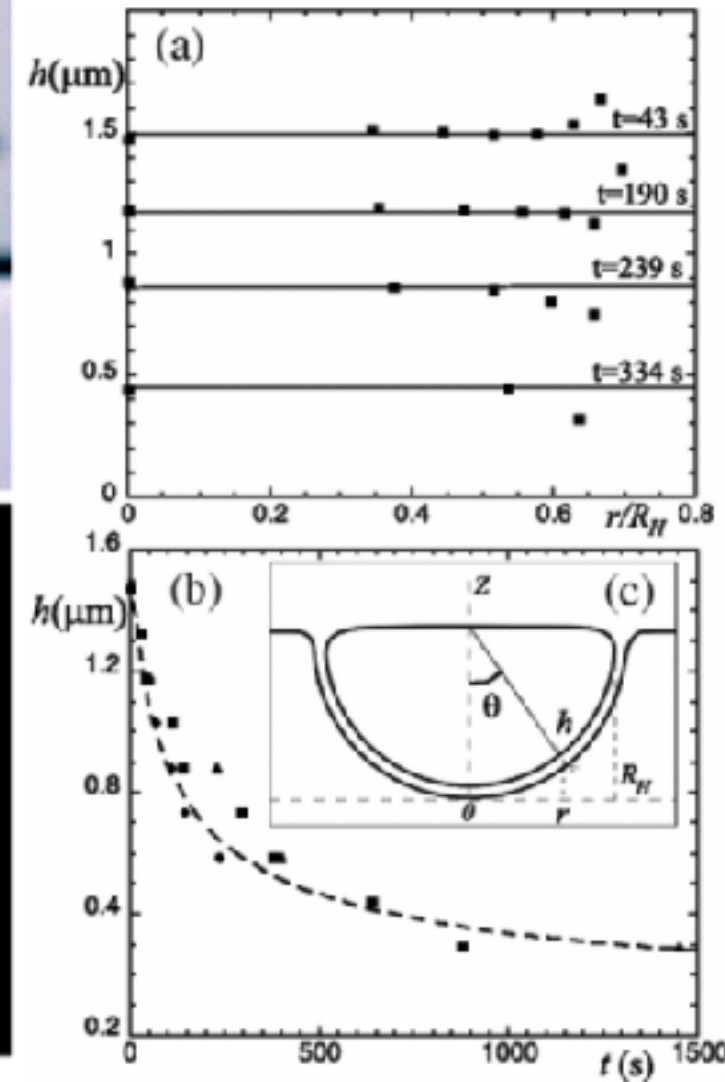 (a)
h(μm)
1.5
1
0.5
0
t=43 s
t=190 s
t=239 s
t=334 s
0 0.2 0.4 0.6 r/R_H 0.8
1.6
(b)
h(μm)
1.2
0.8
0.4
0.2
z
(c)
θ
h
R_H
0
r
0 500 1000 1500
t (s)